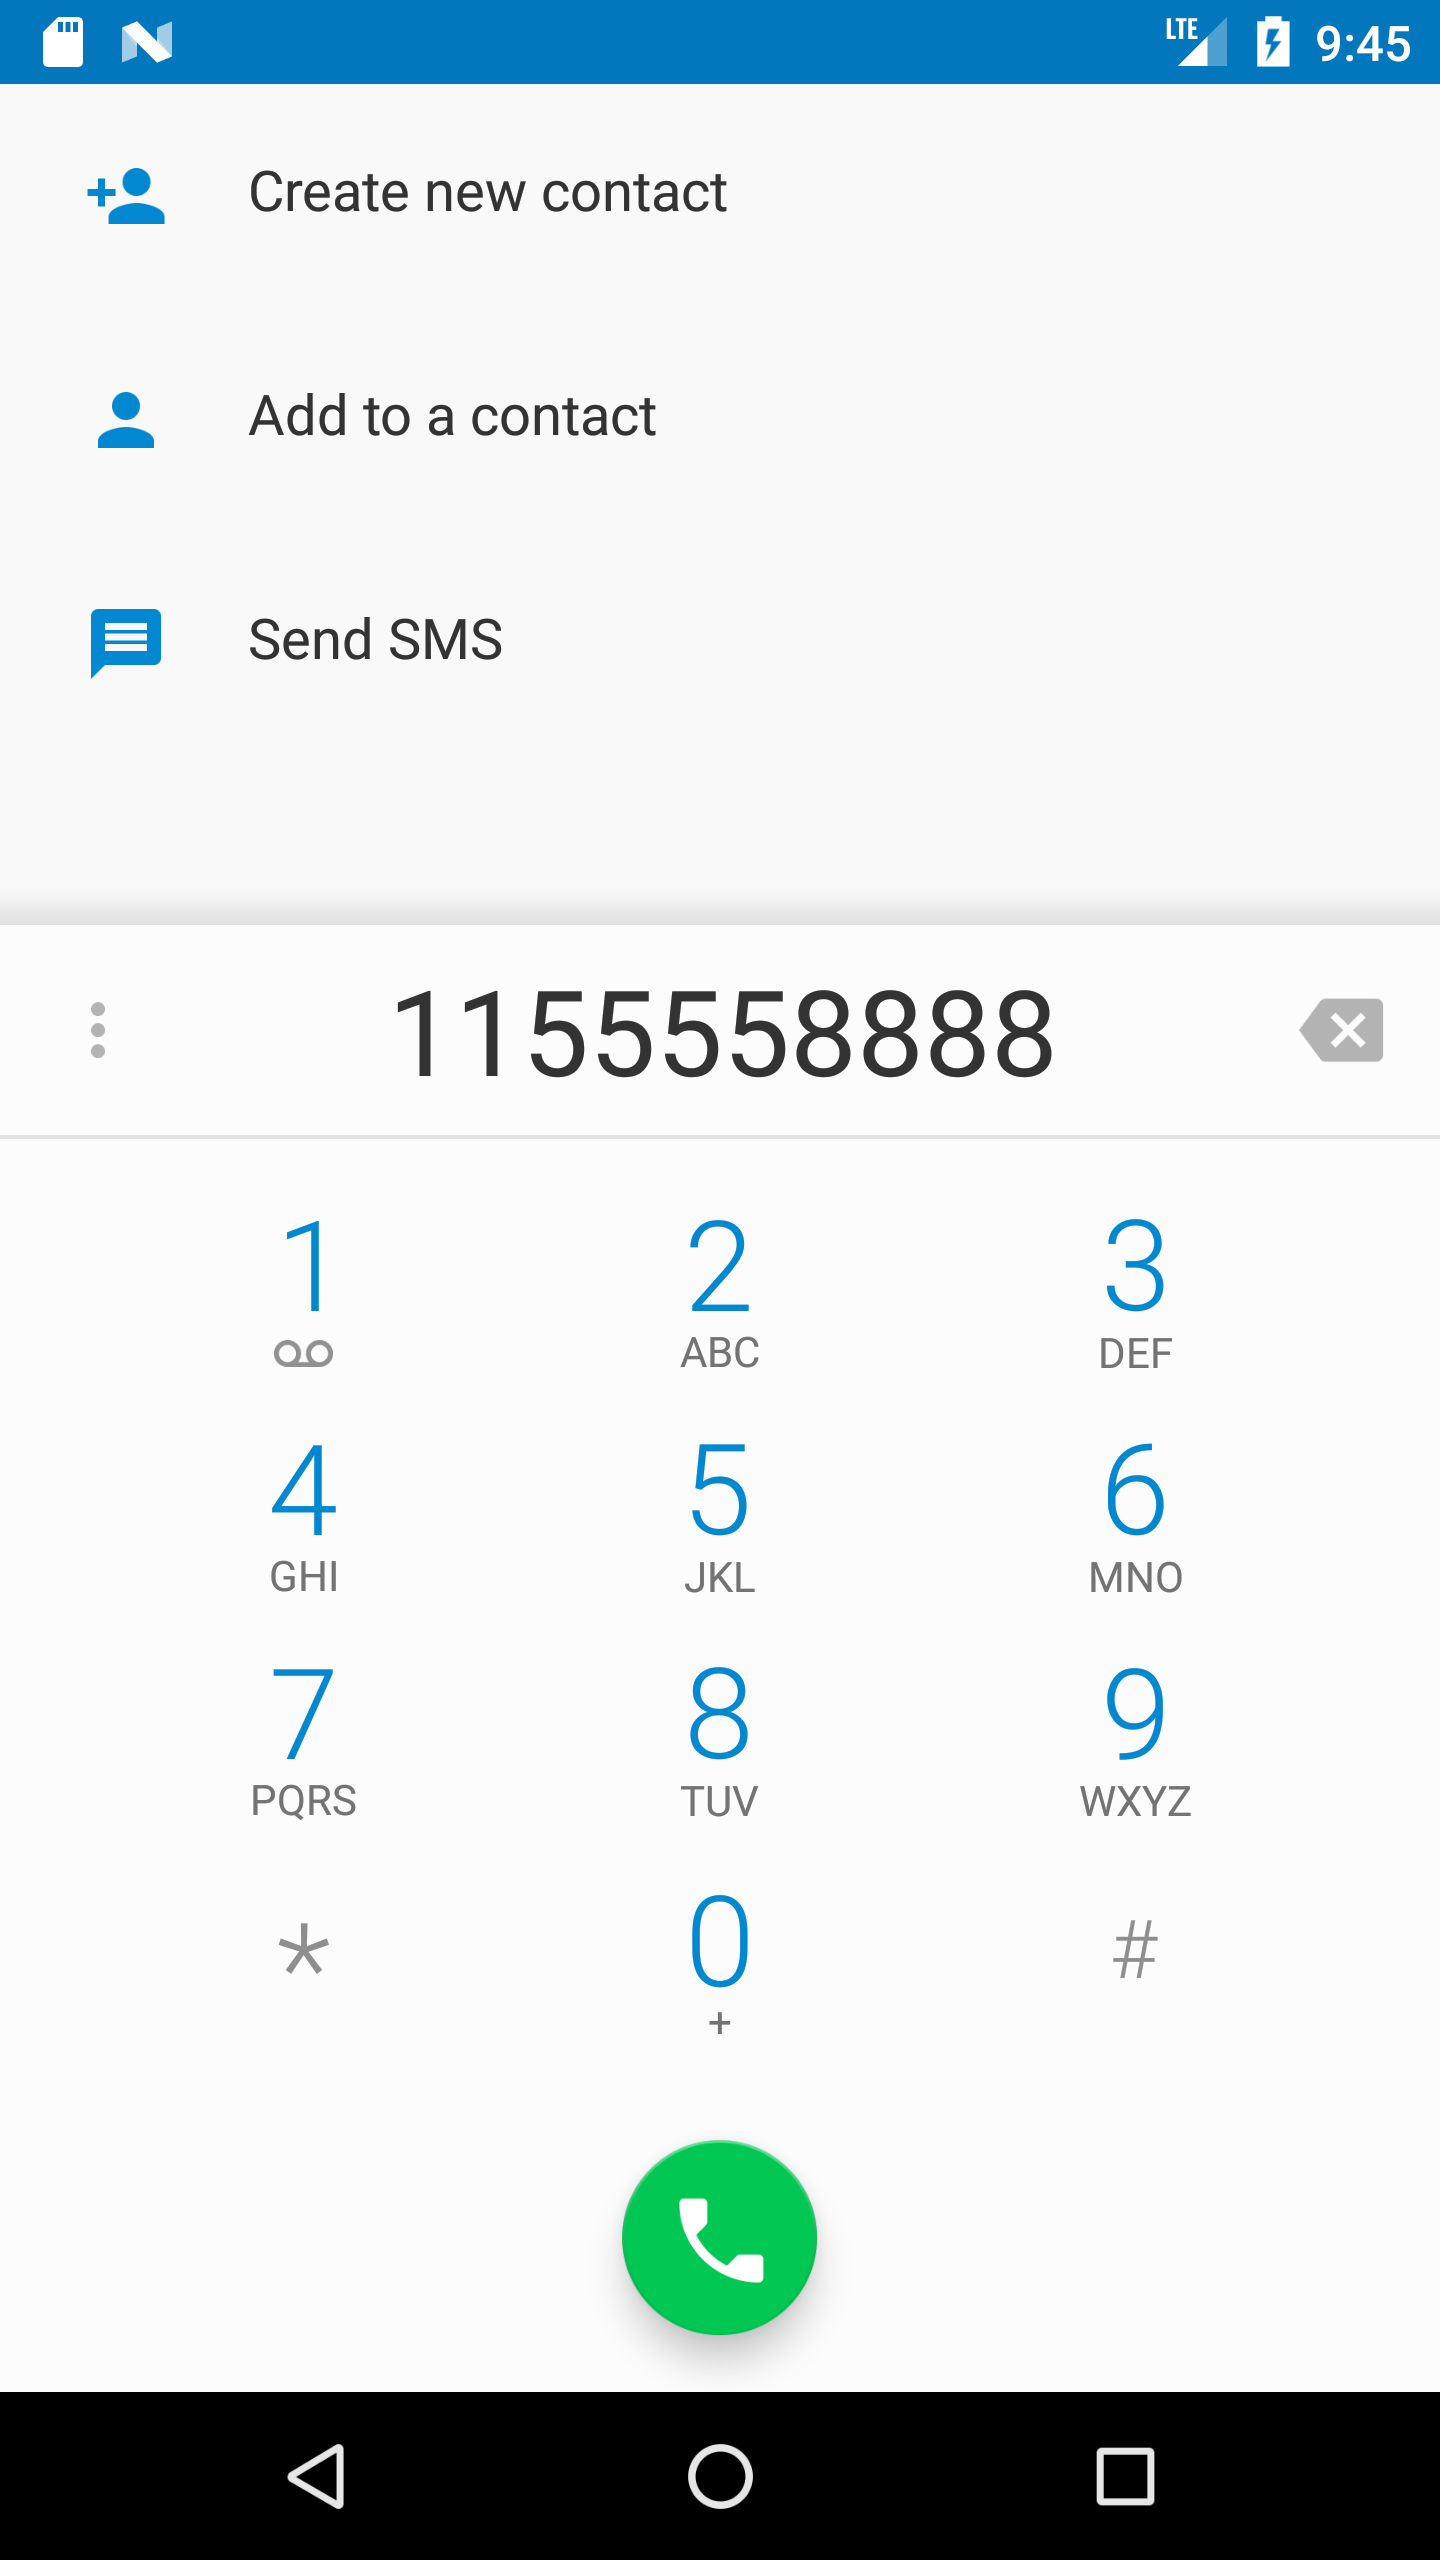 LTE 9:45
Create new contact
Add to a contact
Send SMS
1155558888
1 2 3
ABC DEF
4 5 6
GHI JKL MNO
7 8 9
PQRS TUV WXYZ
* 0 #
+